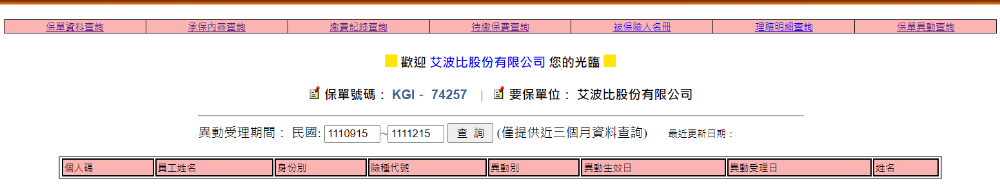 保單資料查詢 承保內容查詢 繳費記錄查詢 待繳保費查詢 被保險人名冊 理賠明細查詢 保單異動查詢
歡迎 艾波比股份有限公司 您的光臨
保單號碼： KGI - 74257 | 要保單位： 艾波比股份有限公司
異動受理期間： 民國: 1110915 ~ 1111215 查 詢 (僅提供近三個月資料查詢) 最近更新日期：
個人碼 員工姓名 身份別 險種代號 異動別 異動生效日 異動受理日 姓名